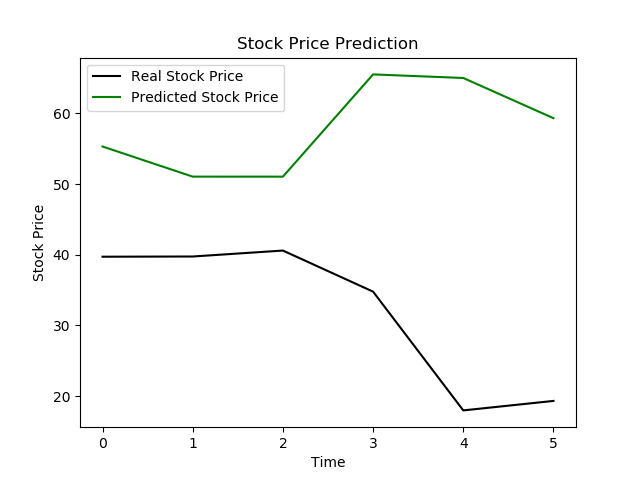 Stock Price Prediction
Real Stock Price
Predicted Stock Price
60
50
40
30
20
Stock Price
0 1 2 3 4 5
Time